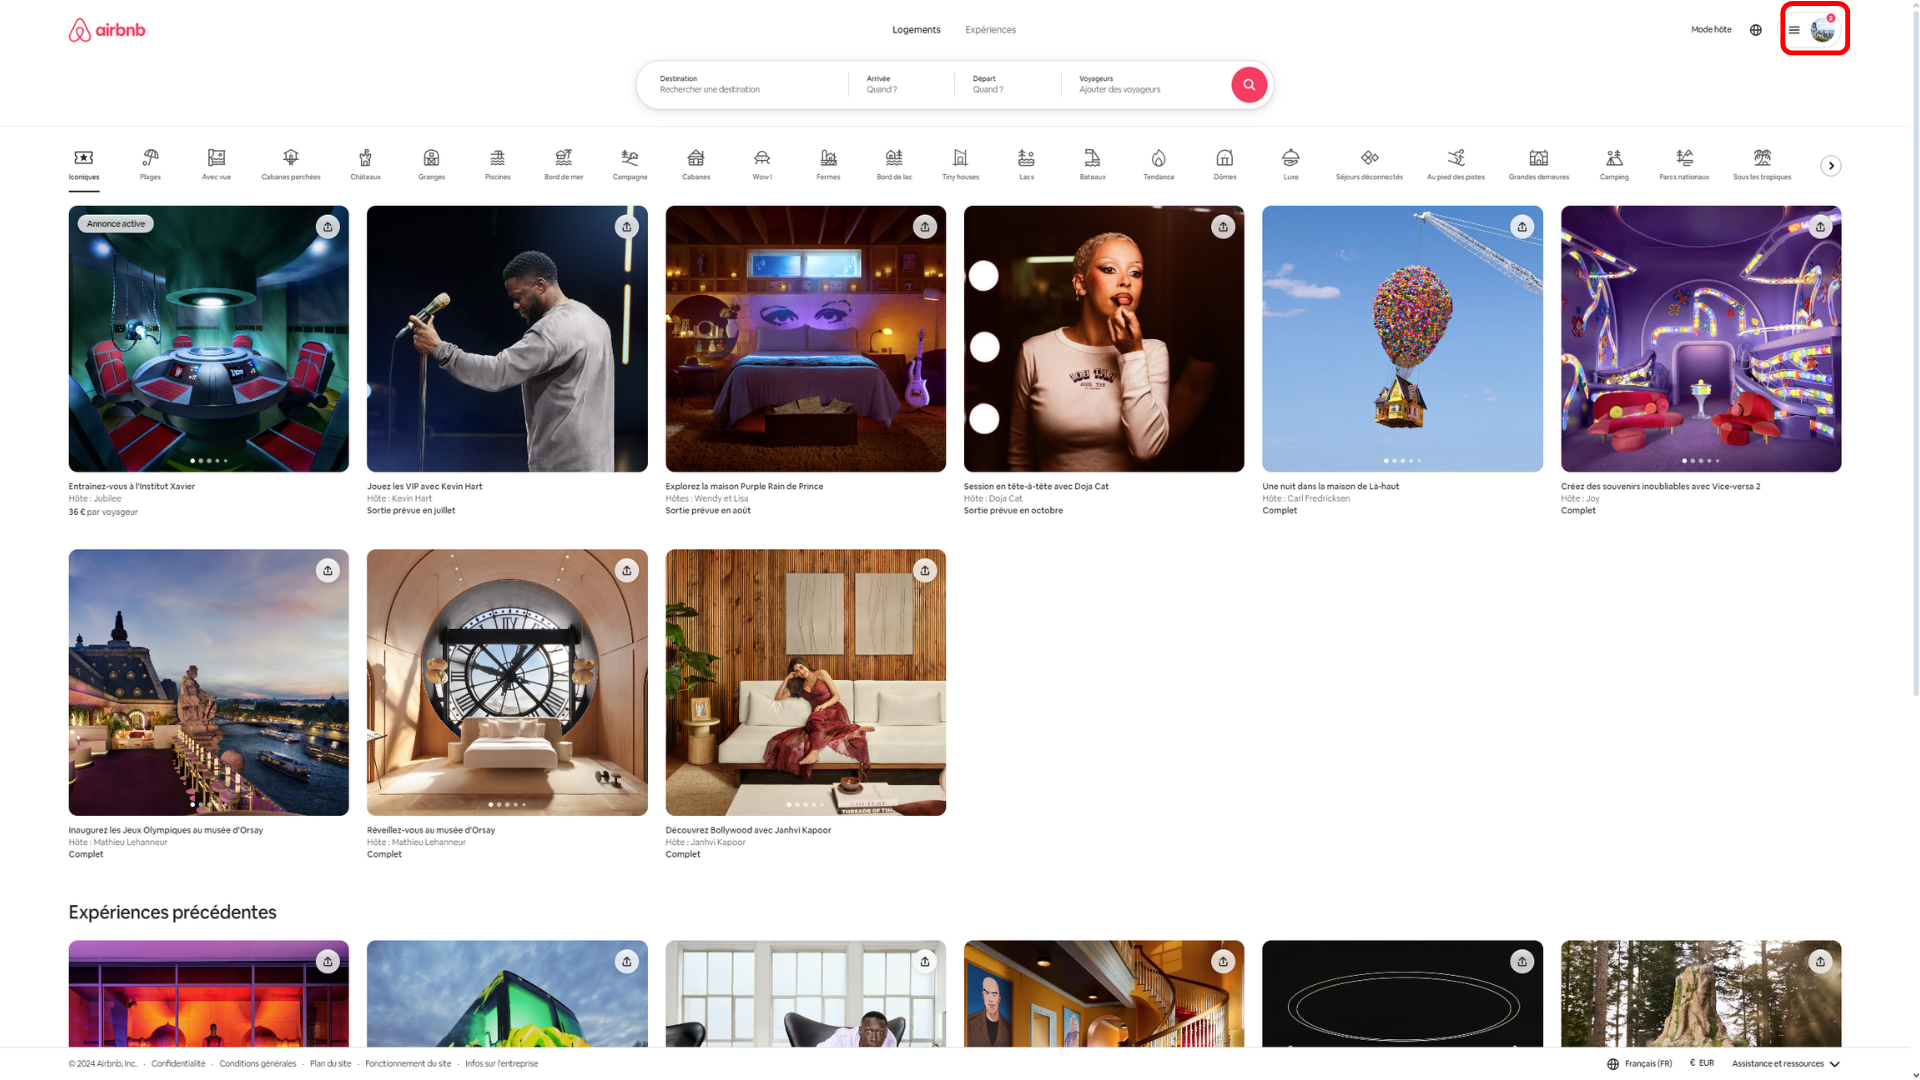 airbnb
Logements
Expériences
Mode hôte
2
Destination
Rechercher une destination
Arrivée
Quand ?
Départ
Quand ?
Voyageurs
Ajouter des voyageurs
Iconiques
Plages
Avec vue
Cabanes perchées
Châteaux
Granges
Piscines
Bord de mer
Campagne
Cabanes
Wow !
Fermes
Bord de lac
Tiny houses
Lacs
Bateaux
Tendance
Dômes
Luxe
Séjours déconnectés
Au pied des pistes
Grandes demeures
Camping
Parcs nationaux
Sous les tropiques
Annonce active
Entraînez-vous à l'Institut Xavier
Hôte : Jubilee
36 € par voyageur
Jouez les VIP avec Kevin Hart
Hôte : Kevin Hart
Sortie prévue en juillet
Explorez la maison Purple Rain de Prince
Hôtes : Wendy et Lisa
Sortie prévue en août
Session en tête-à-tête avec Doja Cat
Hôte : Doja Cat
Sortie prévue en octobre
Une nuit dans la maison de Là-haut
Hôte : Carl Fredricksen
Complet
Créez des souvenirs inoubliables avec Vice-versa 2
Hôte : Joy
Complet
Inaugurez les Jeux Olympiques au musée d'Orsay
Hôte : Mathieu Lehanneur
Complet
Réveillez-vous au musée d'Orsay
Hôte : Mathieu Lehanneur
Complet
THREADS OF TIM
Découvrez Bollywood avec Janhvi Kapoor
Hôte : Janhvi Kapoor
Complet
Expériences précédentes
© 2024 Airbnb, Inc. · Confidentialité · Conditions générales · Plan du site · Fonctionnement du site · Infos sur l'entreprise
Français (FR)
€ EUR
Assistance et ressources